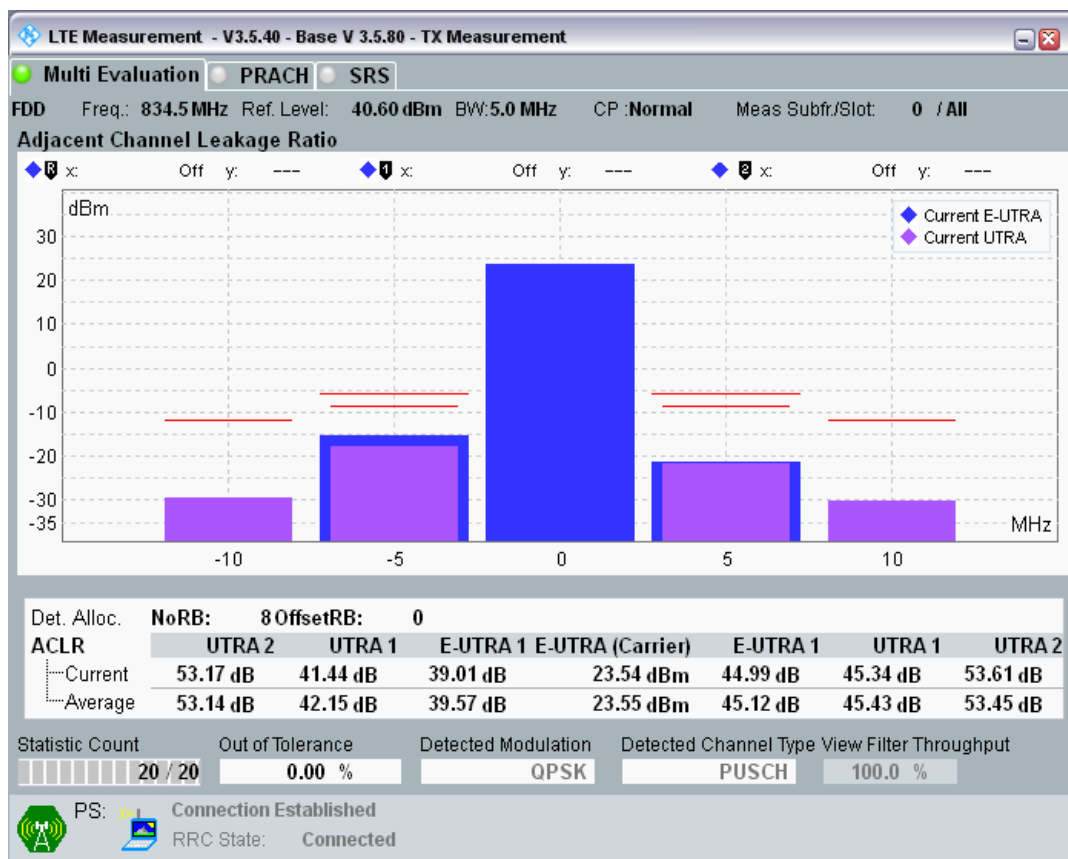 LTE Measurement - V3.5.40 - Base V 3.5.80 - TX Measurement
Multi Evaluation PRACH SRS
FDD Freq.: 834.5 MHz Ref. Level: 40.60 dBm BW:5.0 MHz CP :Normal Meas Subfr./Slot: 0 / All
Adjacent Channel Leakage Ratio
R x: Off y: --- 1 x: Off y: --- 2 x: Off y: ---
dBm
Current E-UTRA
Current UTRA
30
20
10
0
-10
-20
-30
-35
MHz
-10 -5 0 5 10
Det. Alloc. NoRB: 8 OffsetRB: 0
ACLR UTRA 2 UTRA 1 E-UTRA 1 E-UTRA (Carrier) E-UTRA 1 UTRA 1 UTRA 2
Current 53.17 dB 41.44 dB 39.01 dB 23.54 dBm 44.99 dB 45.34 dB 53.61 dB
Average 53.14 dB 42.15 dB 39.57 dB 23.55 dBm 45.12 dB 45.43 dB 53.45 dB
Statistic Count Out of Tolerance Detected Modulation Detected Channel Type View Filter Throughput
20 / 20 0.00 % QPSK PUSCH 100.0 %
PS: Connection Established
RRC State: Connected